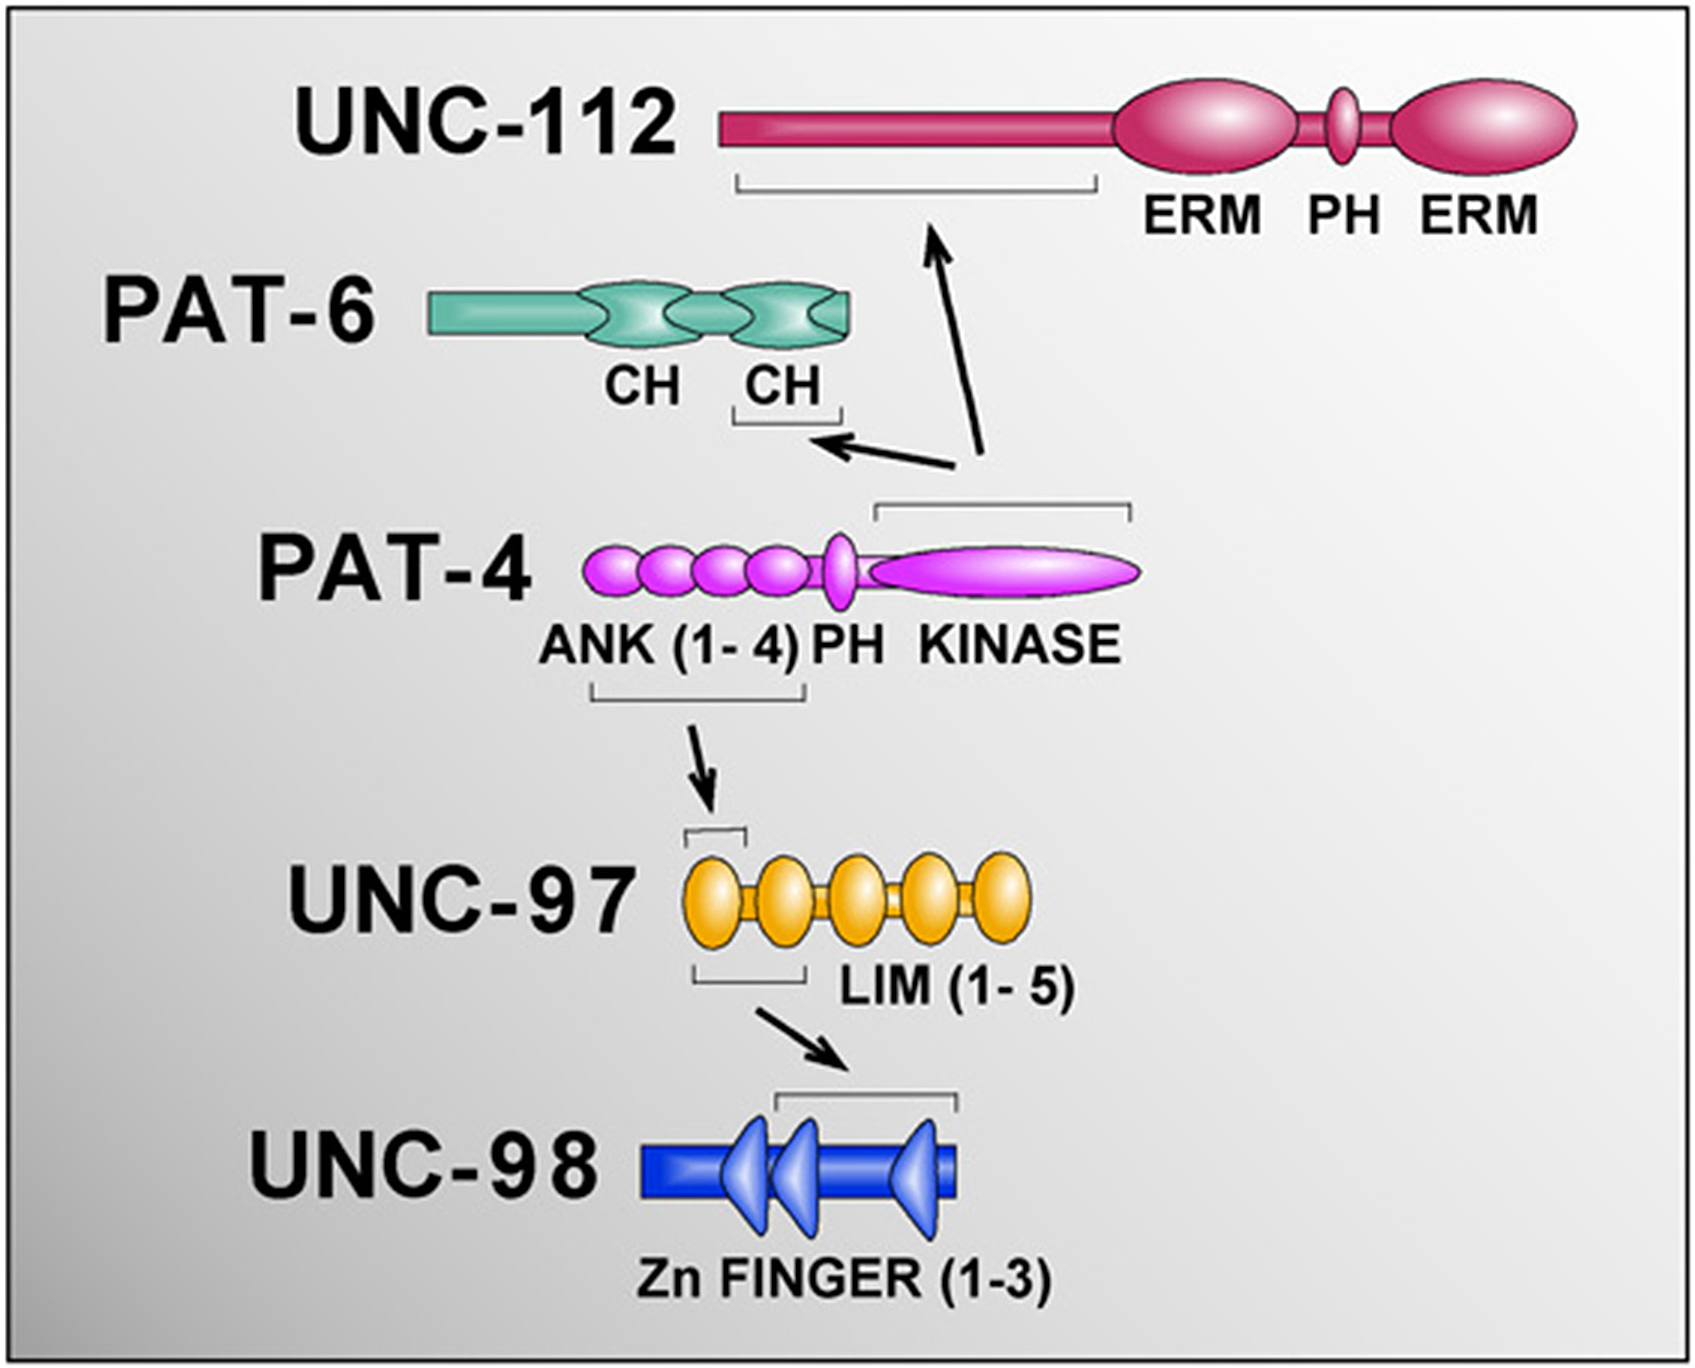 UNC-112
ERM PH ERM
PAT-6
CH CH
PAT-4
ANK (1- 4) PH KINASE
UNC-97
LIM (1- 5)
UNC-98
Zn FINGER (1-3)